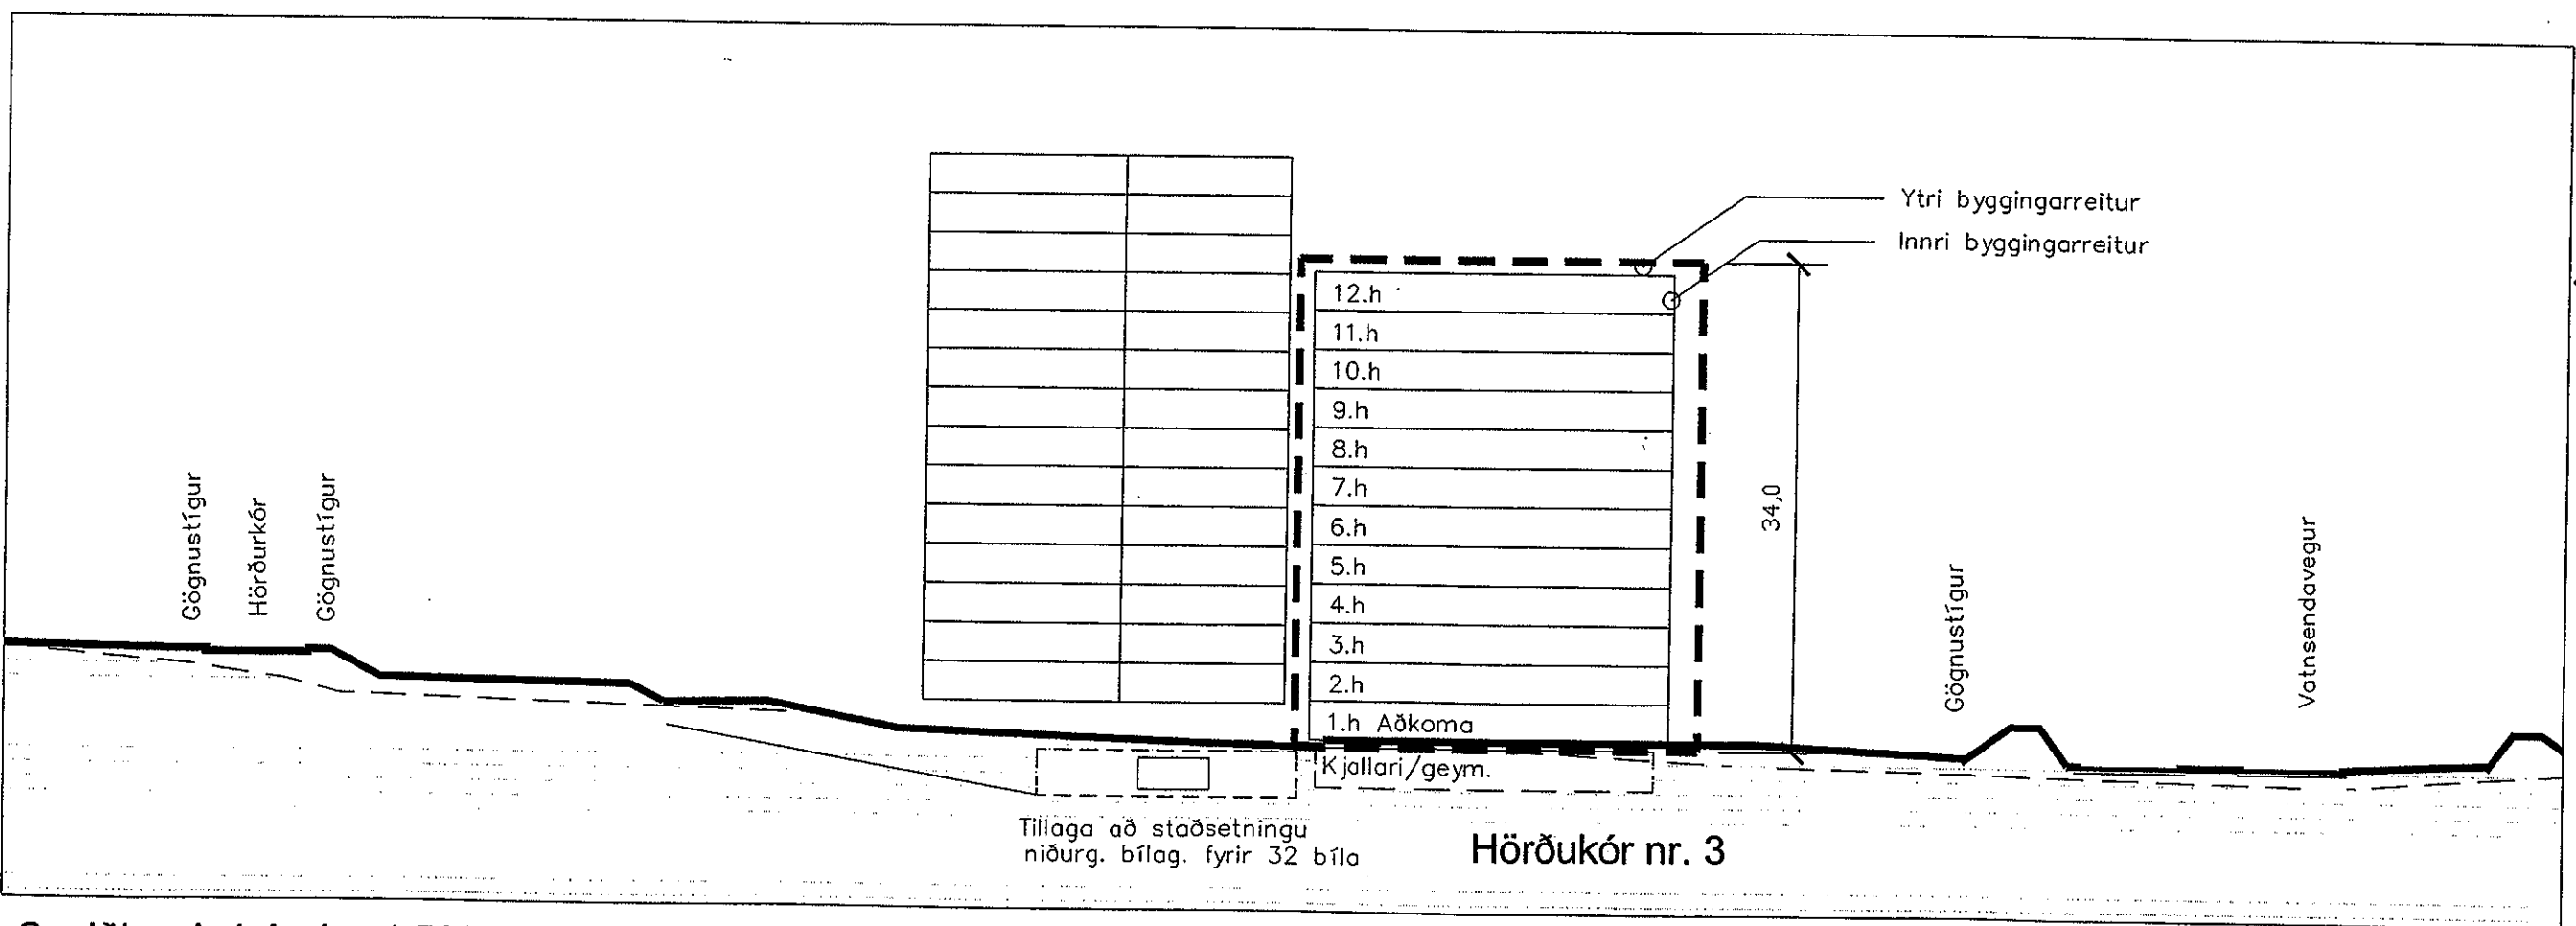 Ytri byggingarreitur
Innri byggingarreitur
12.h
11.h
10.h
9.h
8.h
7.h
6.h
5.h
4.h
3.h
2.h
1.h Aðkoma
Kjallari/geym.
34,0
Gögnustígur
Hörðurkór
Gögnustígur
Gögnustígur
Vatnsendavegur
Tillaga að staðsetningu
niðurg. bílag. fyrir 32 bíla
Hörðukór nr. 3